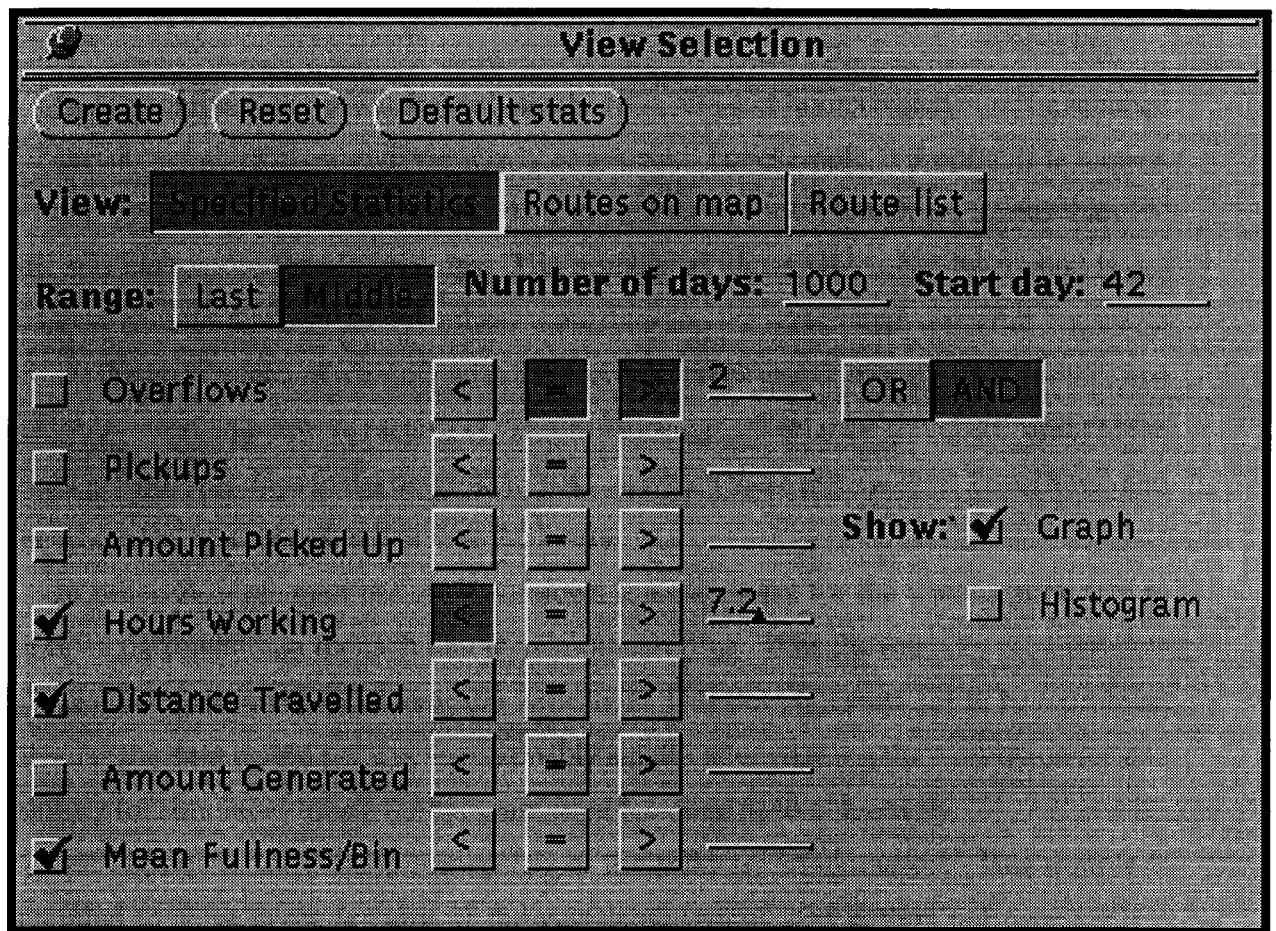 View Selection
Create Reset Default stats
View: Specified Statistics Routes on map Route list
Range: Last Middle Number of days: 1000 Start day: 42
Overflows < = > 2 OR AND
Pickups < = >
Amount Picked Up < = > Show: Graph
Hours Working < = > 7.2 Histogram
Distance Travelled < = >
Amount Generated < = >
Mean Fullness/Bin < = >